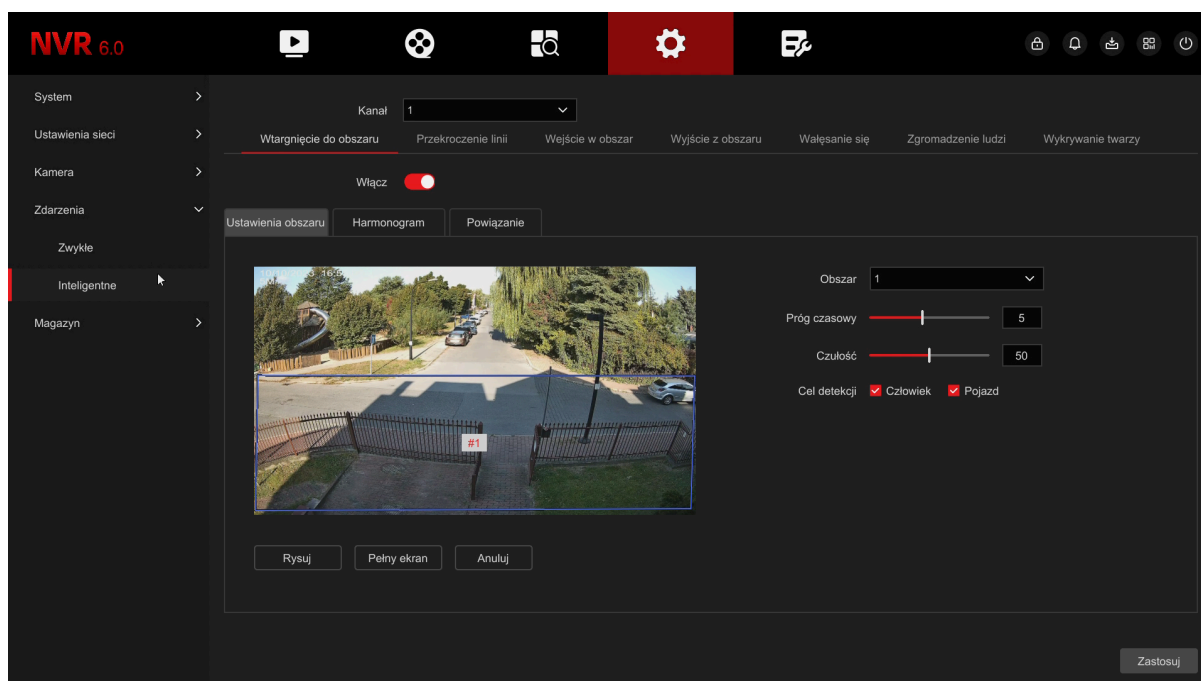 NVR 6.0
System
Ustawienia sieci
Kamera
Zdarzenia
Zwykłe
Inteligentne
Magazyn
Kanał 1
Wtargnięcie do obszaru Przekroczenie linii Wejście w obszar Wyjście z obszaru Wałęsanie się Zgromadzenie ludzi Wykrywanie twarzy
Włącz
Ustawienia obszaru Harmonogram Powiązanie
#1
Obszar 1
Próg czasowy 5
Czułość 50
Cel detekcji Człowiek Pojazd
Rysuj Pełny ekran Anuluj
Zastosuj